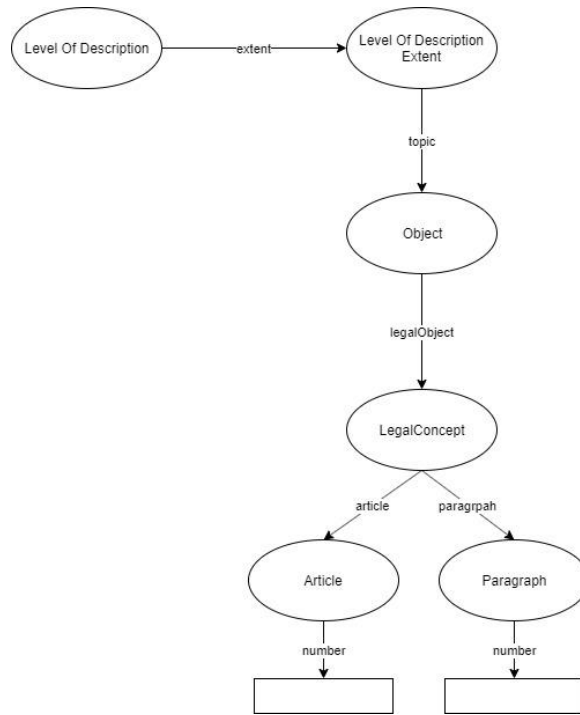 Level Of Description
extent
Level Of Description
Extent
topic
Object
legalObject
LegalConcept
article
paragrpah
Article
Paragraph
number
number